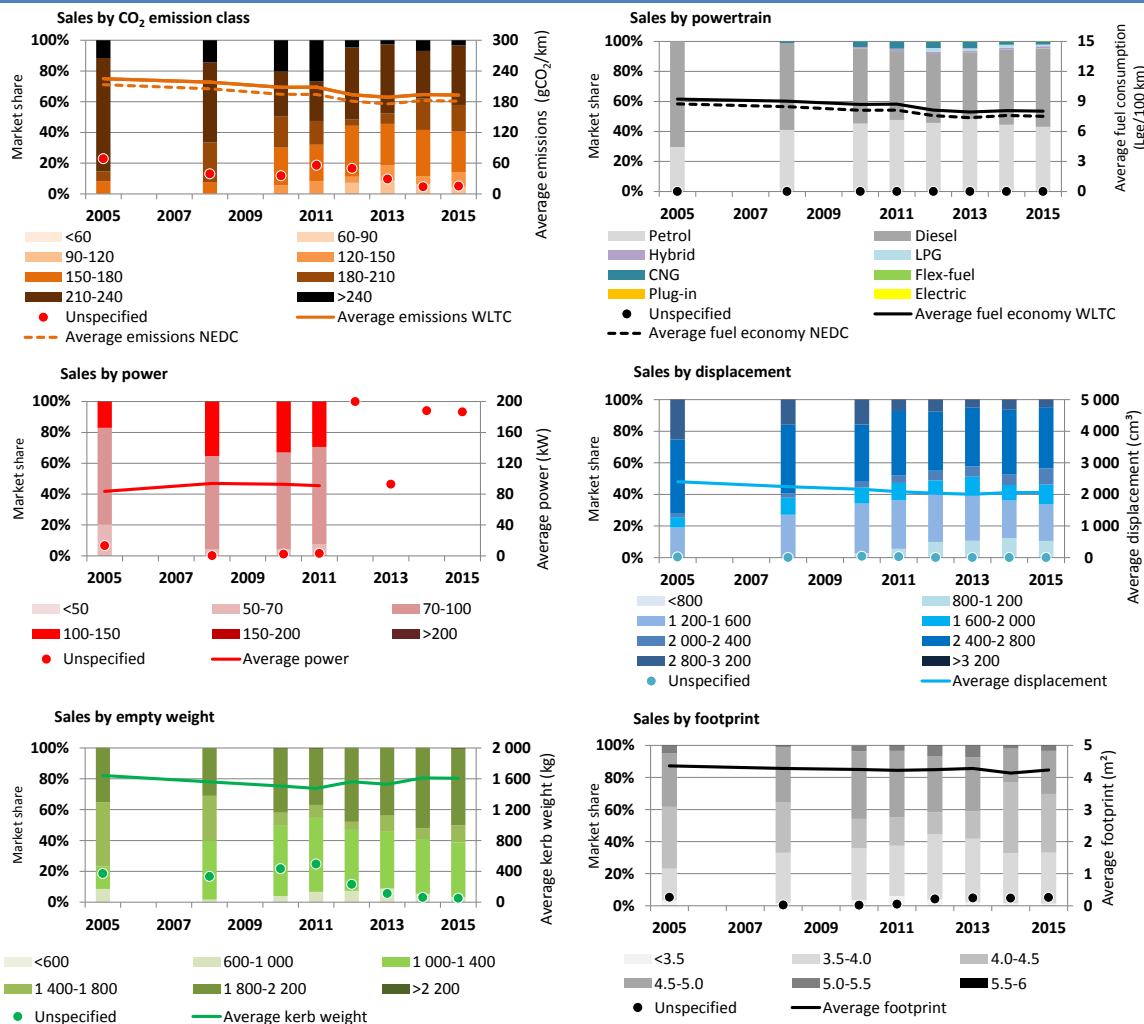 Sales by CO2 emission class
100%
80%
60%
40%
20%
0%
Market share
300
240
180
120
60
0
Average emissions (gCO2/km)
2005 2007 2009 2011 2013 2015
<60 60-90
90-120 120-150
150-180 180-210
210-240 >240
Unspecified Average emissions WLTC
Average emissions NEDC
Sales by powertrain
100%
80%
60%
40%
20%
0%
Market share
15
12
9
6
3
0
Average fuel consumption
(Lge/100 km)
2005 2007 2009 2011 2013 2015
Petrol Diesel
Hybrid LPG
CNG Flex-fuel
Plug-in Electric
Unspecified Average fuel economy WLTC
Average fuel economy NEDC
Sales by power
100%
80%
60%
40%
20%
0%
Market share
200
160
120
80
40
0
Average power (kW)
2005 2007 2009 2011 2013 2015
<50 50-70 70-100
100-150 150-200 >200
Unspecified Average power
Sales by displacement
100%
80%
60%
40%
20%
0%
Market share
5 000
4 000
3 000
2 000
1 000
0
Average displacement (cm³)
2005 2007 2009 2011 2013 2015
<800 800-1 200
1 200-1 600 1 600-2 000
2 000-2 400 2 400-2 800
2 800-3 200 >3 200
Unspecified Average displacement
Sales by empty weight
100%
80%
60%
40%
20%
0%
Market share
2 000
1 600
1 200
800
400
0
Average kerb weight (kg)
2005 2007 2009 2011 2013 2015
<600 600-1 000 1 000-1 400
1 400-1 800 1 800-2 200 >2 200
Unspecified Average kerb weight
Sales by footprint
100%
80%
60%
40%
20%
0%
Market share
5
4
3
2
1
0
Average footprint (m²)
2005 2007 2009 2011 2013 2015
<3.5 3.5-4.0 4.0-4.5
4.5-5.0 5.0-5.5 5.5-6
Unspecified Average footprint